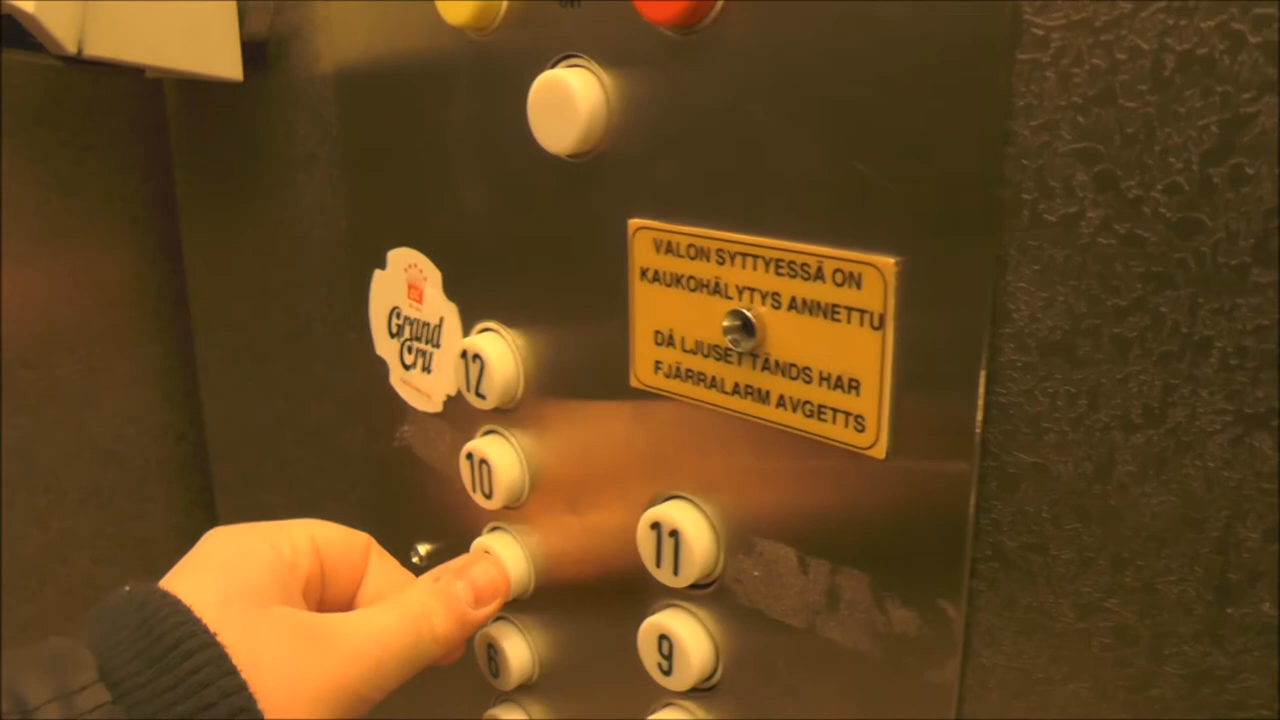 VALON SYTTYESSÄ ON
KAUKOHÄLYTYS ANNETTU
DÅ LJUSET TÄNDS HAR
FJÄRRALARM AVGETTS
Grand
Cru
12
10
11
6
9